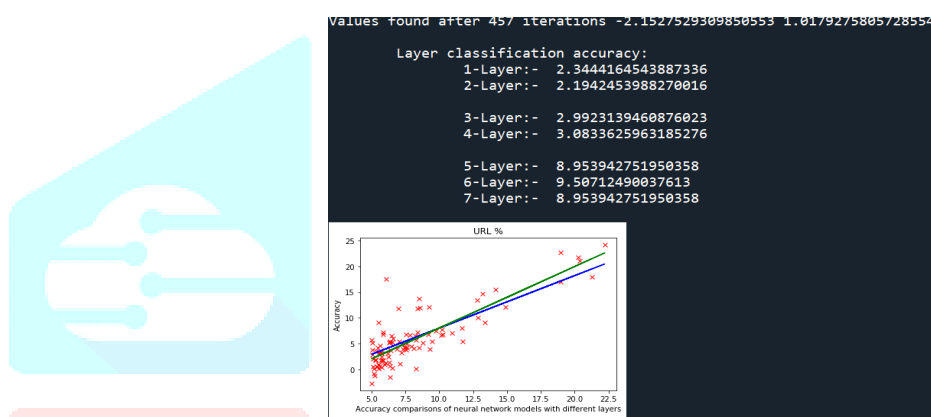 Values found after 457 iterations -2.1527529309850553 1.0179275805728554
Layer classification accuracy:
1-Layer:- 2.3444164543887336
2-Layer:- 2.1942453988270016
3-Layer:- 2.9923139460876023
4-Layer:- 3.0833625963185276
5-Layer:- 8.953942751950358
6-Layer:- 9.50712490037613
7-Layer:- 8.953942751950358
URL %
25
20
15
10
5
0
Accuracy
5.0 7.5 10.0 12.5 15.0 17.5 20.0 22.5
Accuracy comparisons of neural network models with different layers